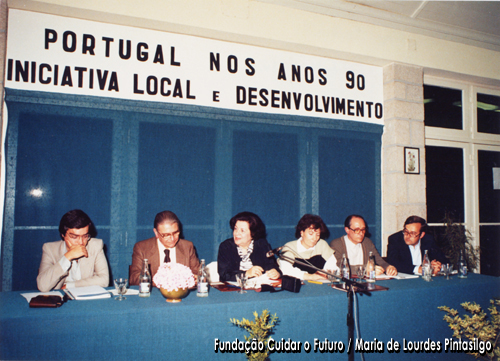 PORTUGAL NOS ANOS 90
INICIATIVA LOCAL E DESENVOLVIMENTO
Fundação Cuidar o Futuro / Maria de Lourdes Pintasilgo